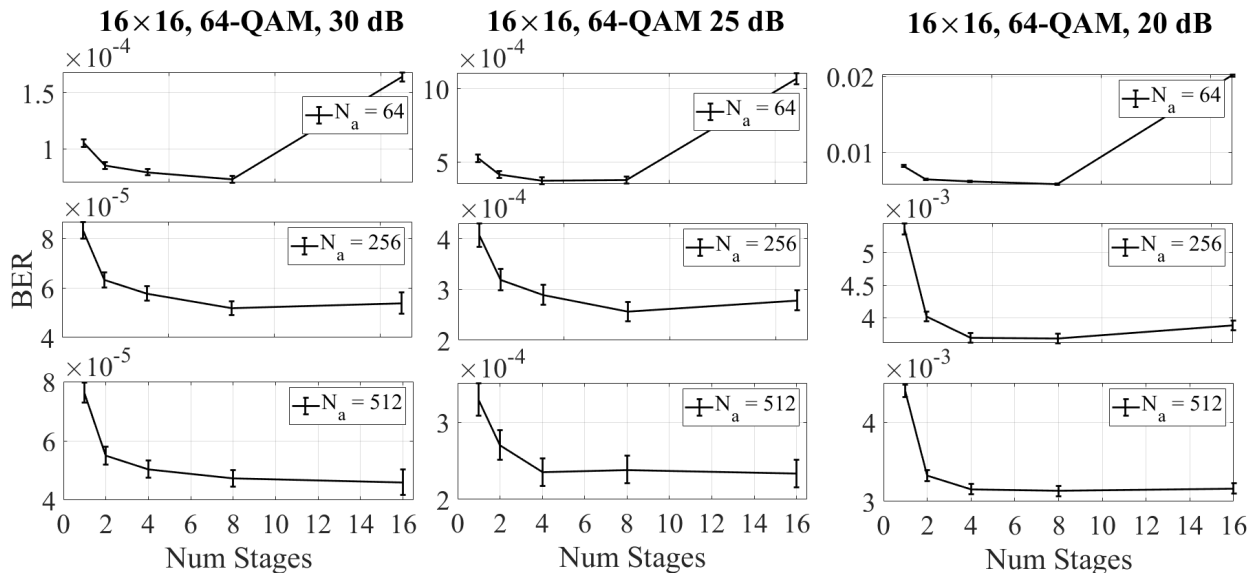 16×16, 64-QAM, 30 dB
16×16, 64-QAM 25 dB
16×16, 64-QAM, 20 dB
×10⁻⁴
1.5
1
N_a = 64
10 ×10⁻⁴
5
N_a = 64
0.02
0.01
N_a = 64
BER
×10⁻⁵
8
6
4
N_a = 256
×10⁻⁴
4
3
2
N_a = 256
×10⁻³
5
4.5
4
N_a = 256
×10⁻⁵
8
6
4
N_a = 512
0 2 4 6 8 10 12 14 16
Num Stages
×10⁻⁴
3
2
N_a = 512
0 2 4 6 8 10 12 14 16
Num Stages
×10⁻³
4
3
N_a = 512
0 2 4 6 8 10 12 14 16
Num Stages